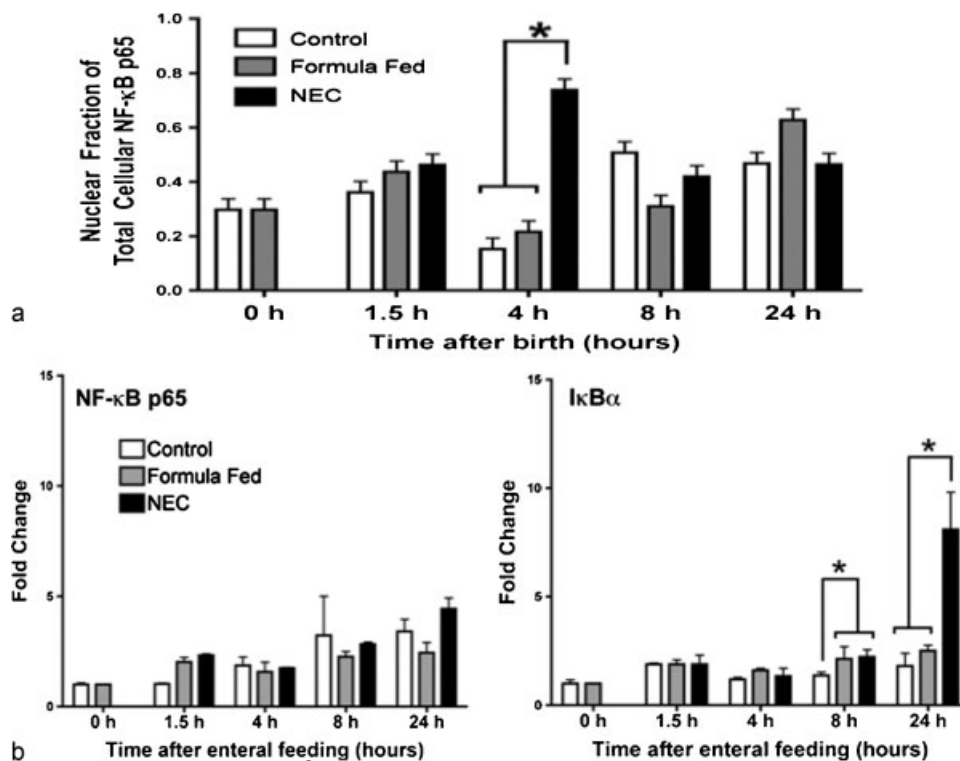 Nuclear Fraction of
Total Cellular NF-κB p65
1.0
0.8
0.6
0.4
0.2
0.0
Control
Formula Fed
NEC
*
0 h
1.5 h
4 h
8 h
24 h
Time after birth (hours)
a
NF-κB p65
Fold Change
15
10
5
0
Control
Formula Fed
NEC
0 h
1.5 h
4 h
8 h
24 h
Time after enteral feeding (hours)
IκBα
Fold Change
15
10
5
0
*
*
0 h
1.5 h
4 h
8 h
24 h
Time after enteral feeding (hours)
b